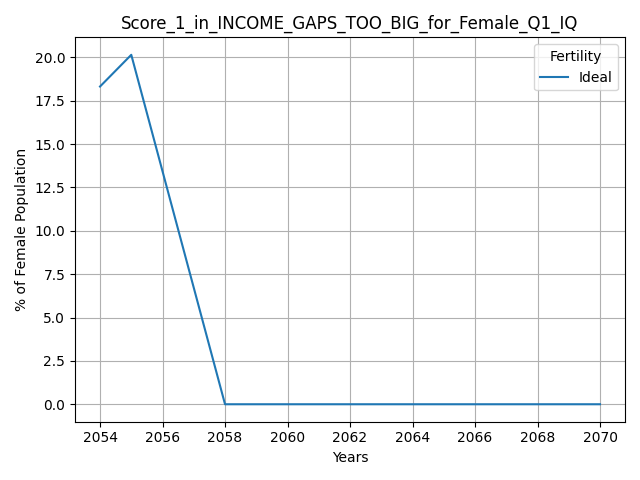 Score_1_in_INCOME_GAPS_TOO_BIG_for_Female_Q1_IQ
Fertility
Ideal
% of Female Population
20.0
17.5
15.0
12.5
10.0
7.5
5.0
2.5
0.0
2054 2056 2058 2060 2062 2064 2066 2068 2070
Years